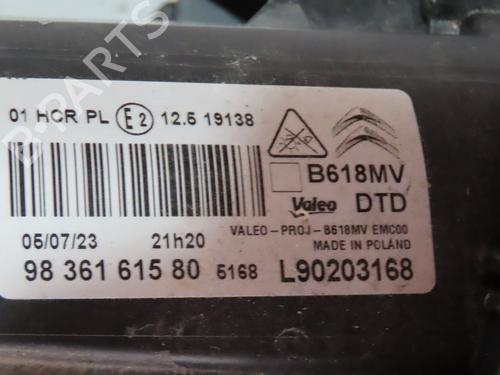 01 HCR PL E2 12.5 19138
B618MV
Valeo DTD
05/07/23 21h20
VALEO-PROJ-B618MV EMC00
MADE IN POLAND
98 361 615 80 5168 L90203168
B-PARTS